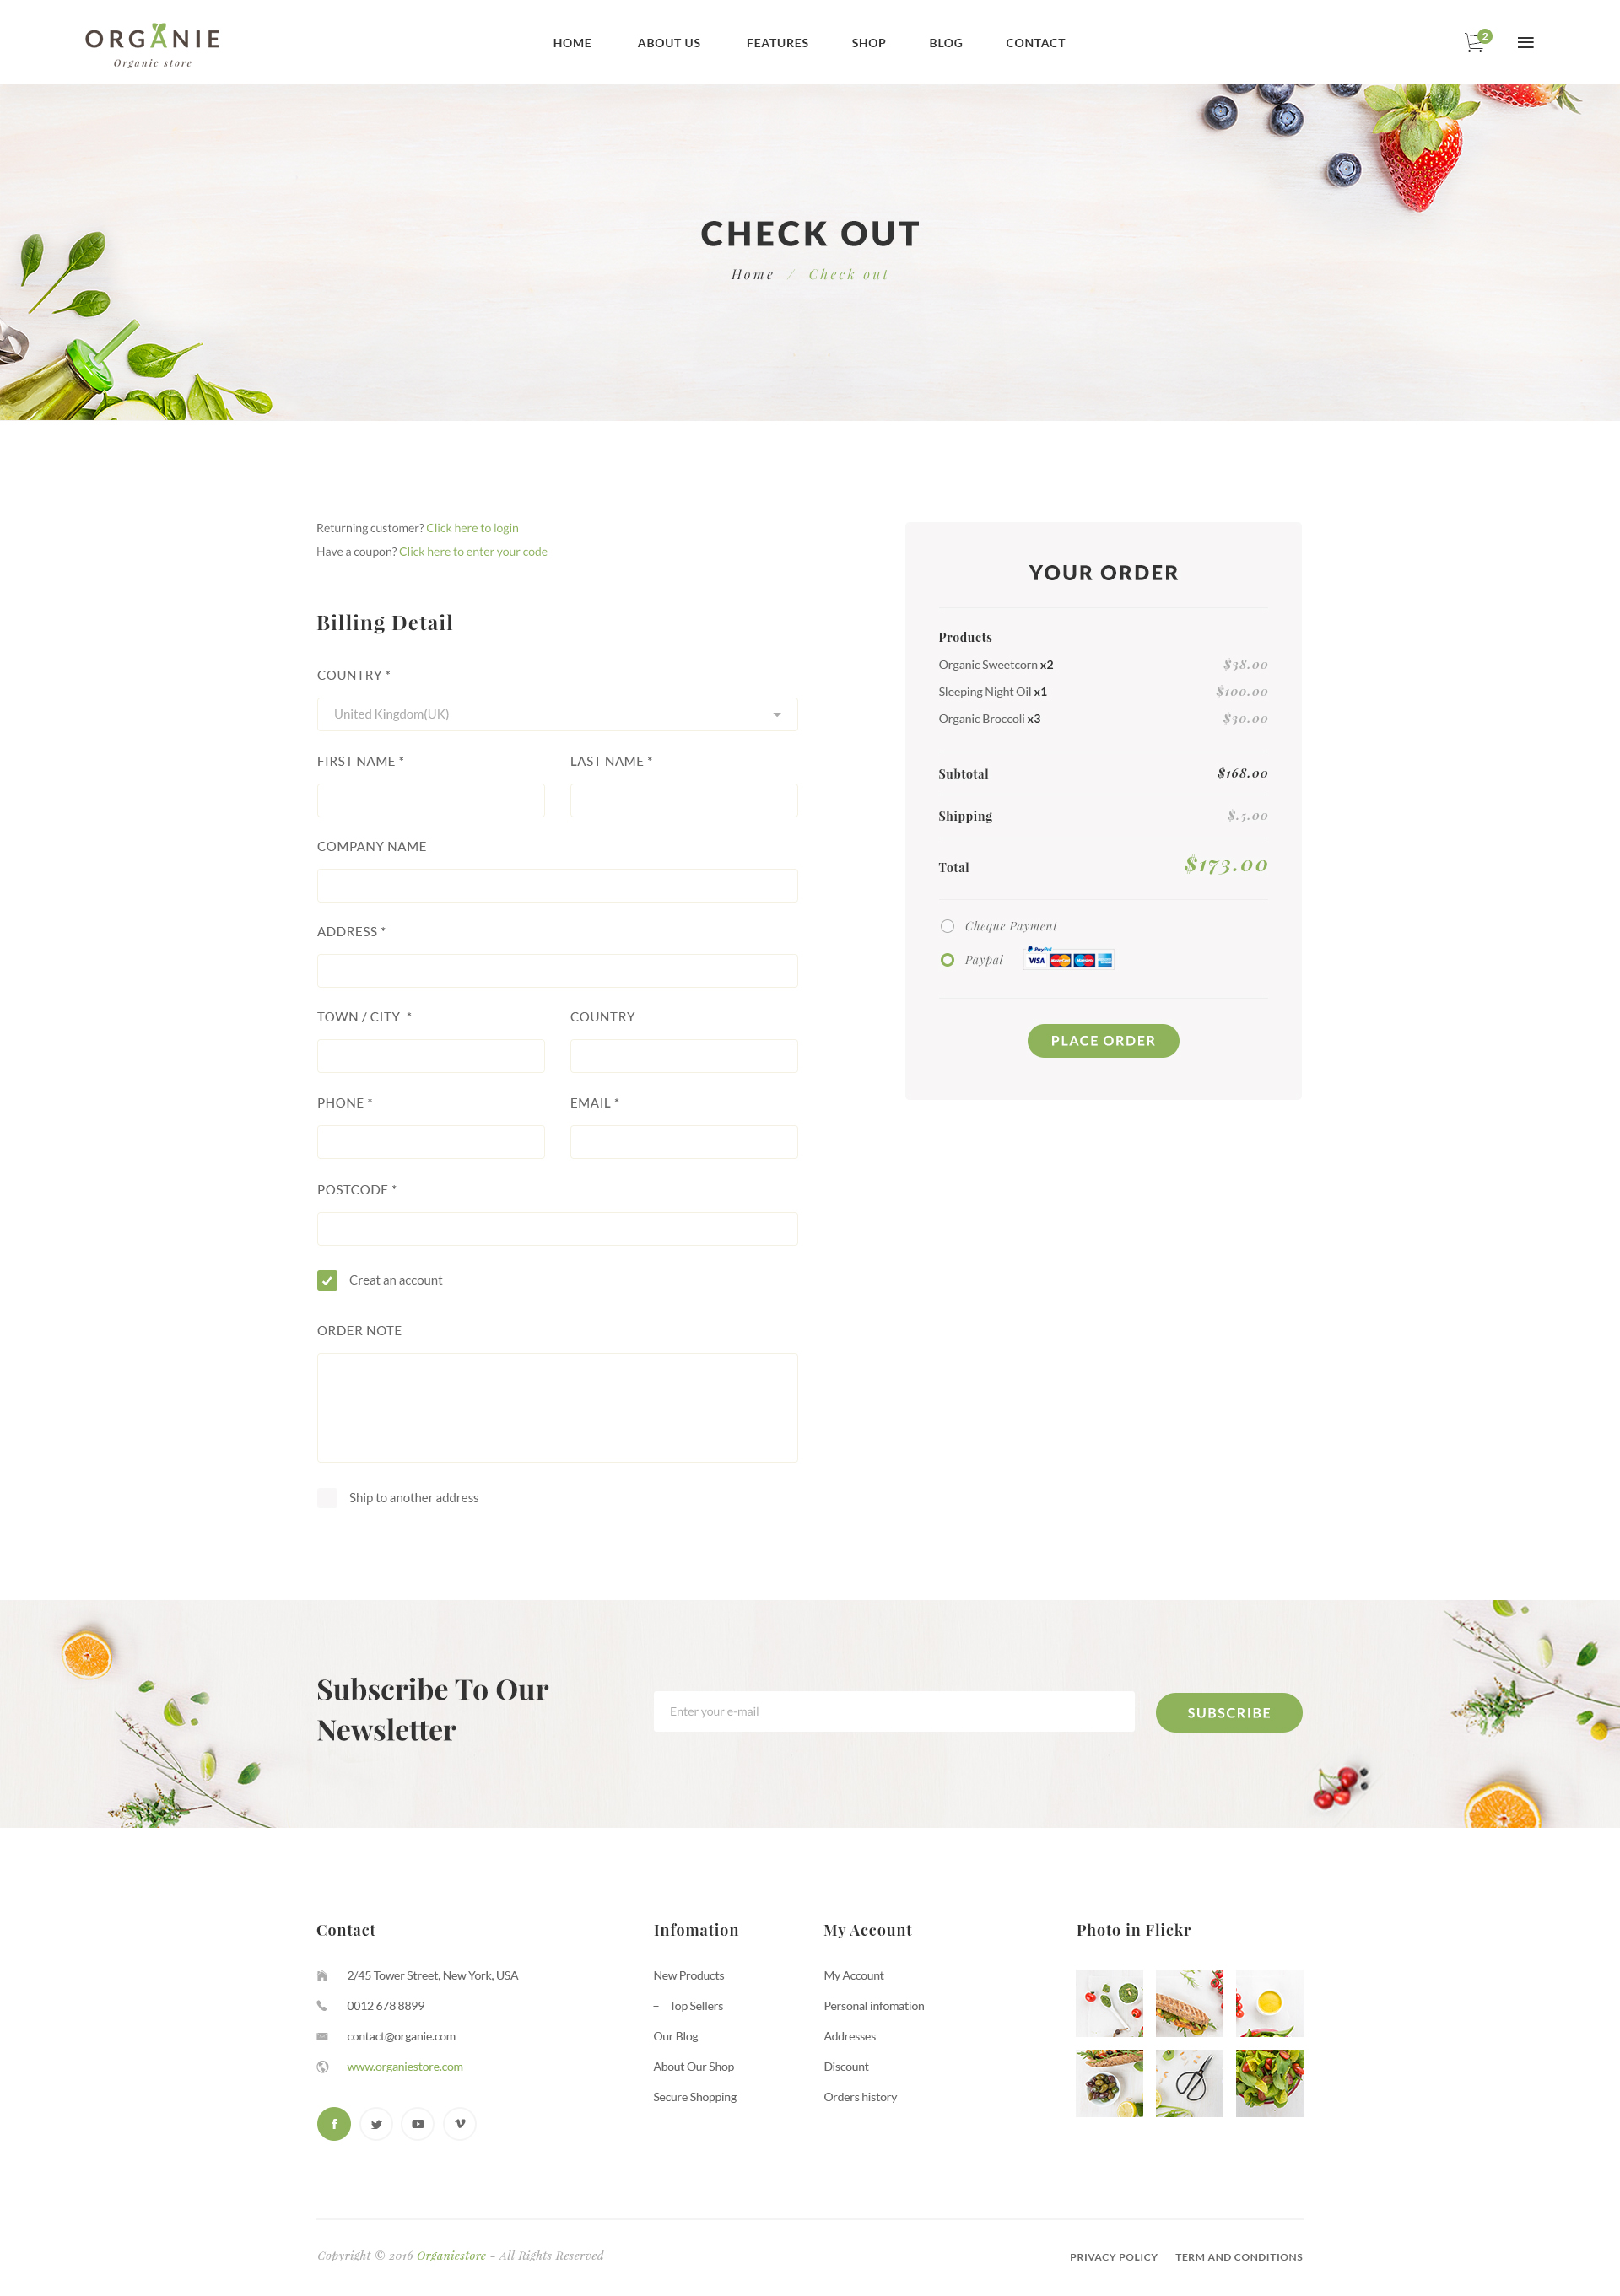 ORGANIE
Organic store
HOME ABOUT US FEATURES SHOP BLOG CONTACT
2
CHECK OUT
Home / Check out
Returning customer? Click here to login
Have a coupon? Click here to enter your code
Billing Detail
COUNTRY *
United Kingdom(UK)
FIRST NAME * LAST NAME *
COMPANY NAME
ADDRESS *
TOWN / CITY * COUNTRY
PHONE * EMAIL *
POSTCODE *
Creat an account
ORDER NOTE
Ship to another address
YOUR ORDER
Products
Organic Sweetcorn x2 $38.00
Sleeping Night Oil x1 $100.00
Organic Broccoli x3 $30.00
Subtotal $168.00
Shipping $.5.00
Total $173.00
Cheque Payment
PayPal
Paypal VISA MasterCard Maestro
PLACE ORDER
Subscribe To Our
Newsletter
Enter your e-mail
SUBSCRIBE
Contact
2/45 Tower Street, New York, USA
0012 678 8899
contact@organie.com
www.organiestore.com
Infomation
New Products
– Top Sellers
Our Blog
About Our Shop
Secure Shopping
My Account
My Account
Personal infomation
Addresses
Discount
Orders history
Photo in Flickr
Copyright © 2016 Organiestore - All Rights Reserved
PRIVACY POLICY TERM AND CONDITIONS